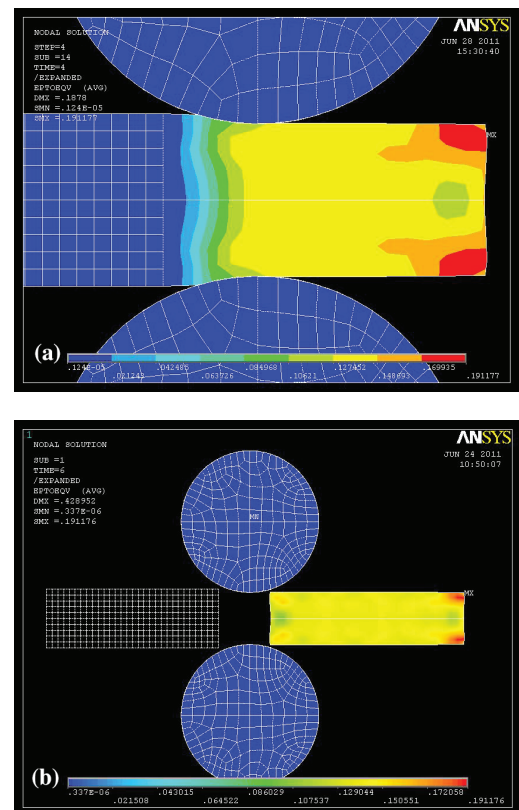 ANSYS
NODAL SOLUTION
JUN 28 2011
15:30:40
STEP=4
SUB =14
TIME=4
/EXPANDED
EPTOEQV (AVG)
DMX =.1878
SMN =.124E-05
SMX =.191177
MX
(a)
.124E-05 .042485 .084968 .127452 .169935
.021243 .063726 .10621 .148693 .191177
1
ANSYS
NODAL SOLUTION
JUN 24 2011
10:50:07
SUB =1
TIME=6
/EXPANDED
EPTOEQV (AVG)
DMX =.428952
SMN =.337E-06
SMX =.191176
MN
MX
(b)
.337E-06 .043015 .086029 .129044 .172058
.021508 .064522 .107537 .150551 .191176